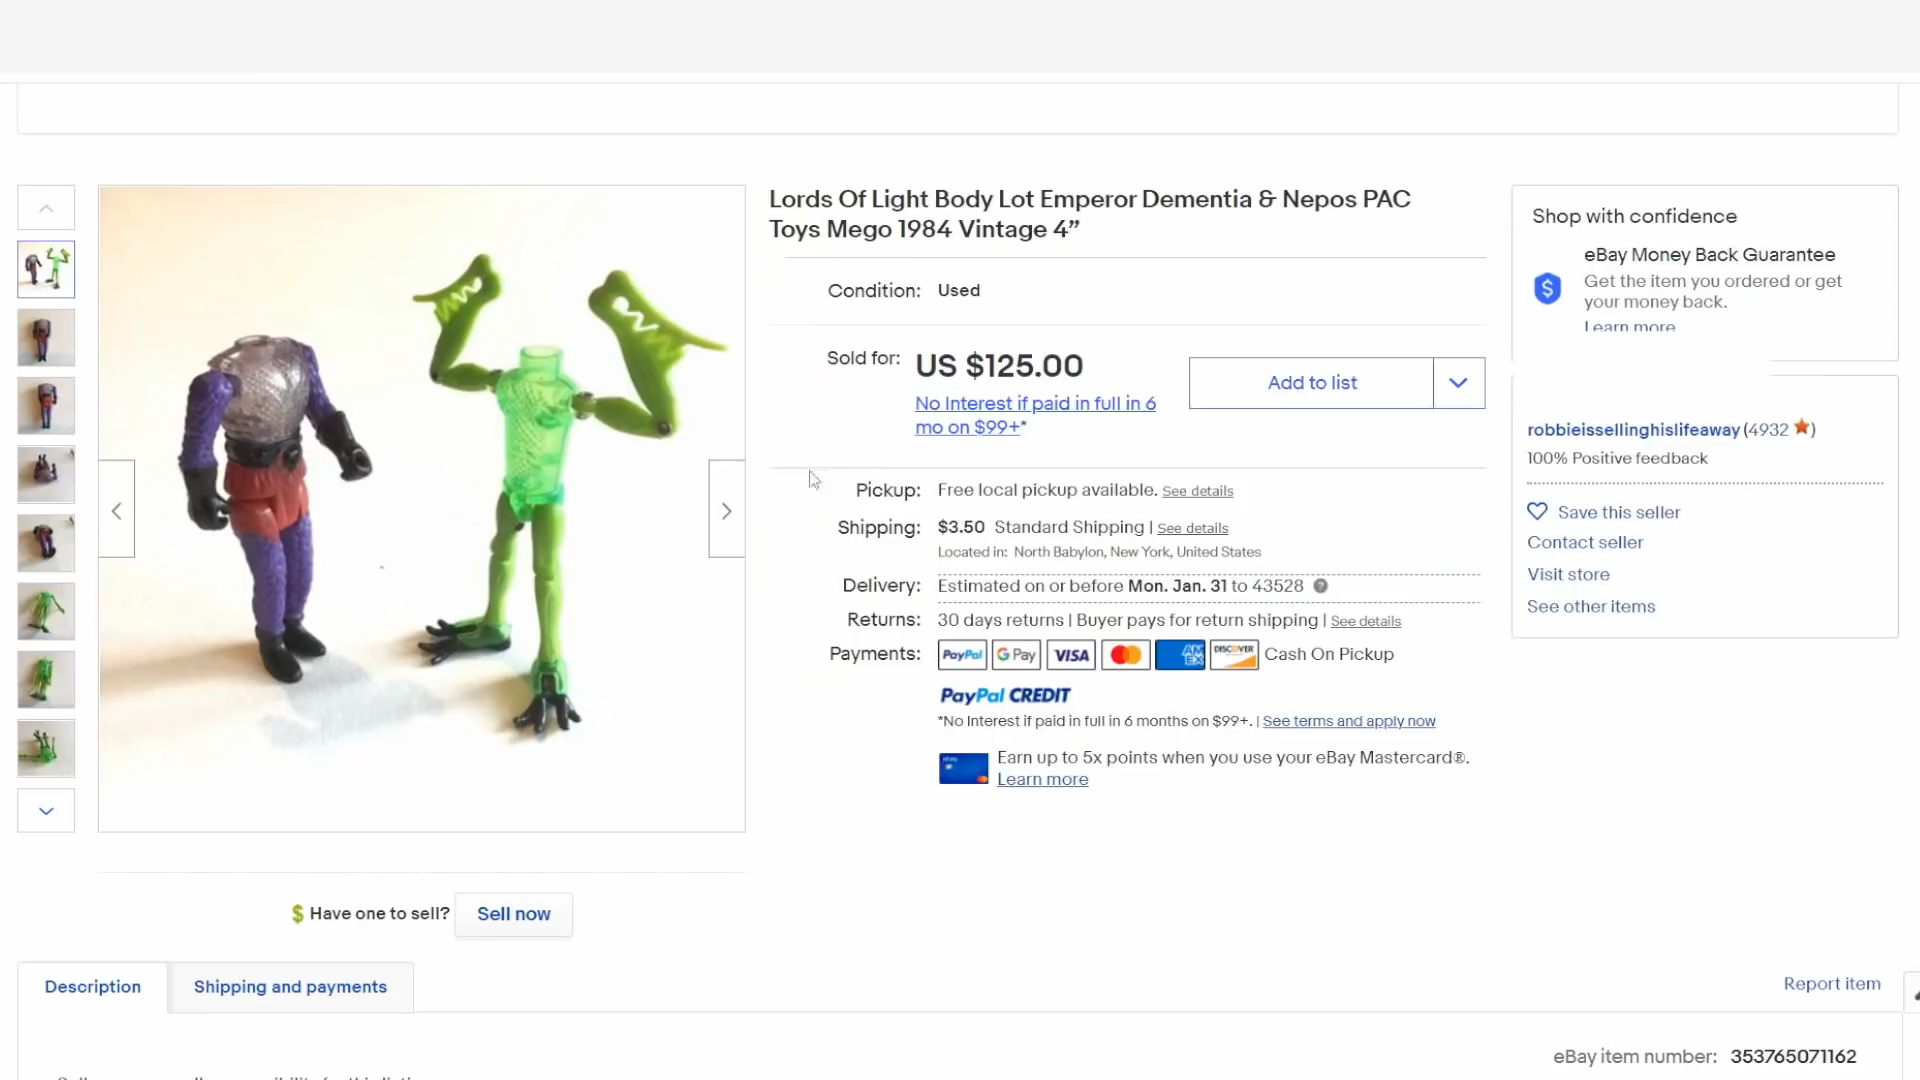 Lords Of Light Body Lot Emperor Dementia & Nepos PAC
Toys Mego 1984 Vintage 4”
Condition: Used
Sold for: US $125.00
No Interest if paid in full in 6
mo on $99+*
Add to list
Pickup: Free local pickup available. See details
Shipping: $3.50 Standard Shipping | See details
Located in: North Babylon, New York, United States
Delivery: Estimated on or before Mon. Jan. 31 to 43528 ?
Returns: 30 days returns | Buyer pays for return shipping | See details
Payments: PayPal G Pay VISA AMEX DISCOVER Cash On Pickup
PayPal CREDIT
*No Interest if paid in full in 6 months on $99+. | See terms and apply now
ebay
Earn up to 5x points when you use your eBay Mastercard®.
Learn more
Shop with confidence
eBay Money Back Guarantee
$
Get the item you ordered or get
your money back.
Learn more
robbieissellinghislifeaway (4932 ★)
100% Positive feedback
Save this seller
Contact seller
Visit store
See other items
$ Have one to sell? Sell now
Description
Shipping and payments
Report item
eBay item number: 353765071162